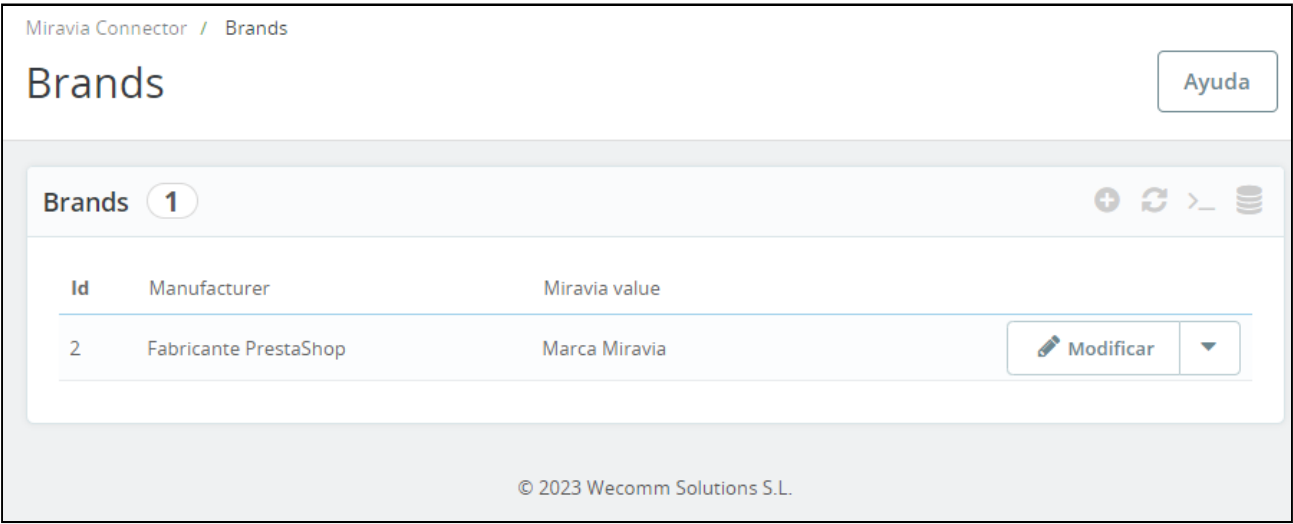 Miravia Connector / Brands
Brands
Ayuda
Brands 1
Id Manufacturer Miravia value
2 Fabricante PrestaShop Marca Miravia Modificar
© 2023 Wecomm Solutions S.L.